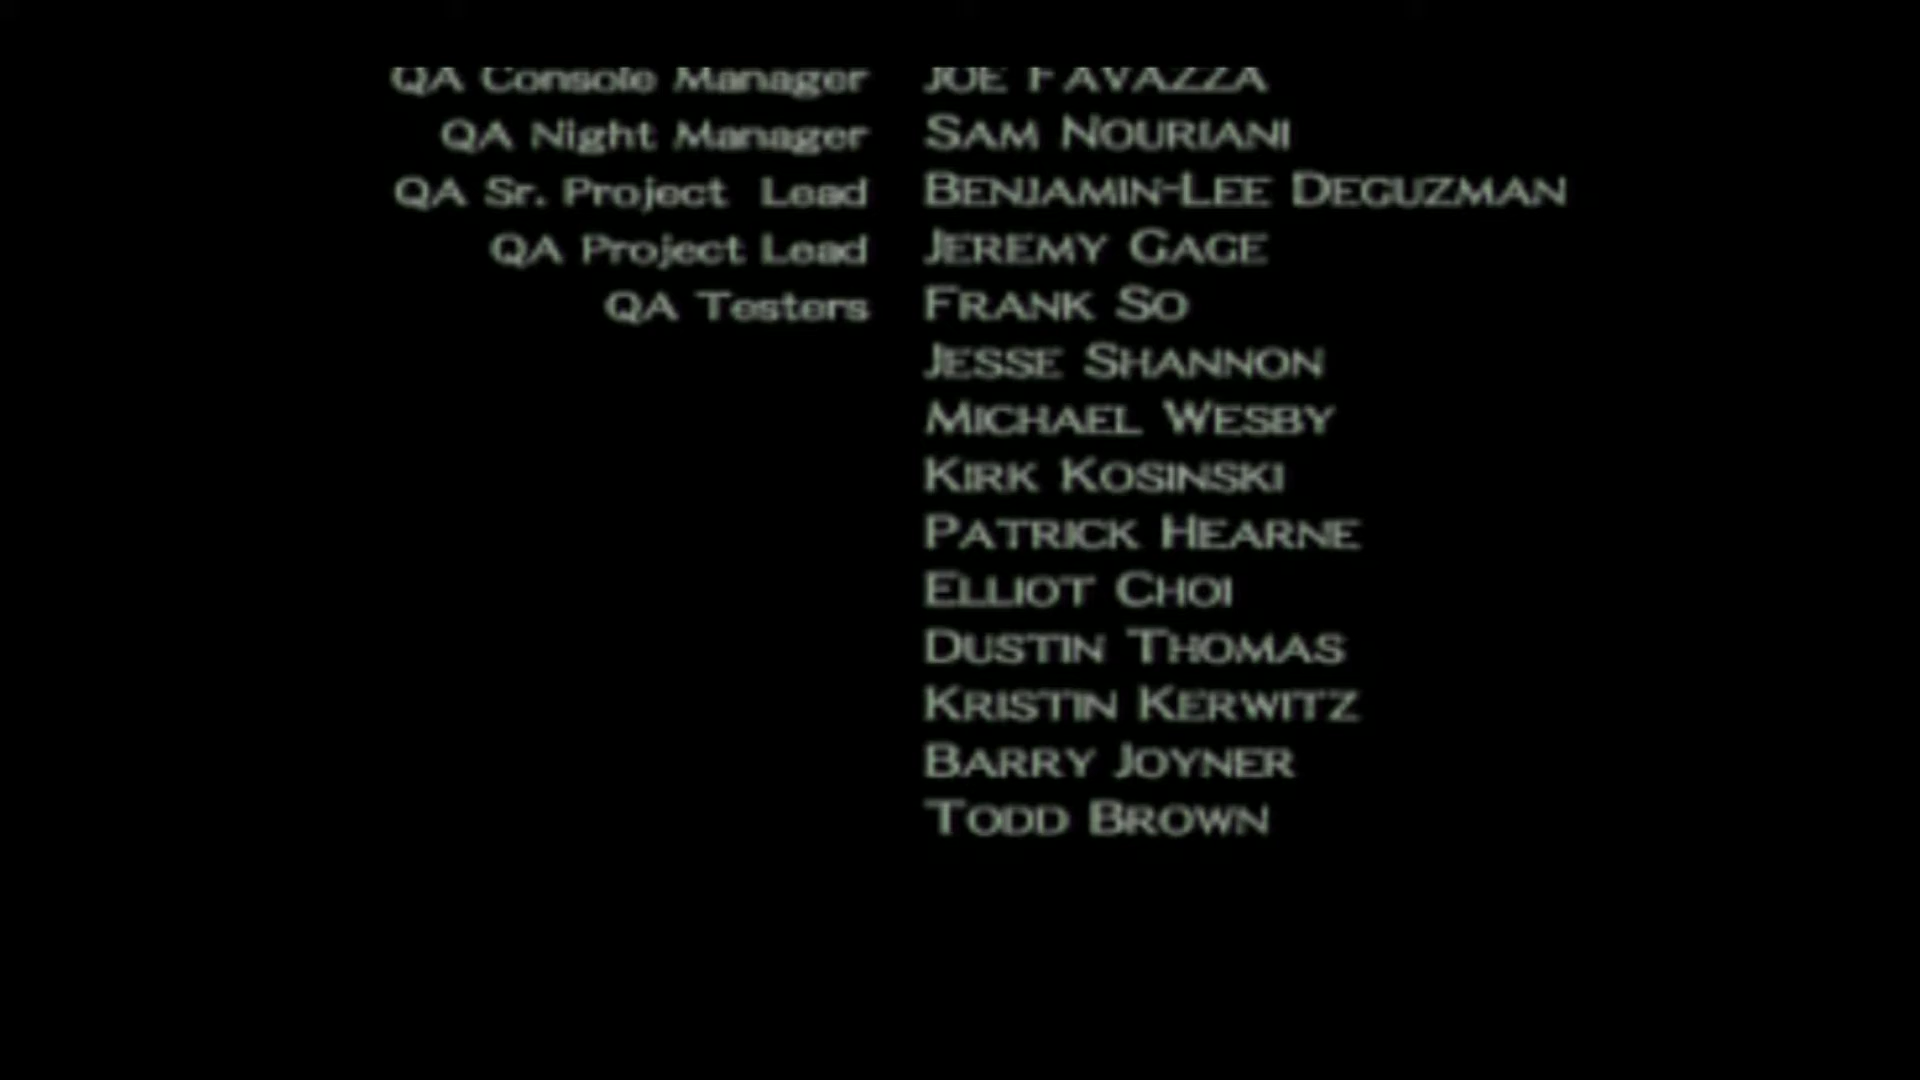 QA Console Manager JOE FAVAZZA
QA Night Manager SAM NOURIANI
QA Sr. Project Lead BENJAMIN-LEE DEGUZMAN
QA Project Lead JEREMY GAGE
QA Testers FRANK SO
JESSE SHANNON
MICHAEL WESBY
KIRK KOSINSKI
PATRICK HEARNE
ELLIOT CHOI
DUSTIN THOMAS
KRISTIN KERWITZ
BARRY JOYNER
TODD BROWN